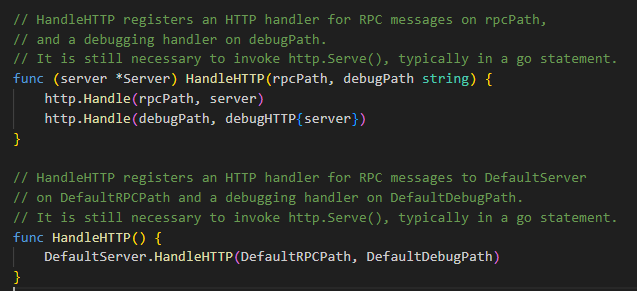 // HandleHTTP registers an HTTP handler for RPC messages on rpcPath,
// and a debugging handler on debugPath.
// It is still necessary to invoke http.Serve(), typically in a go statement.
func (server *Server) HandleHTTP(rpcPath, debugPath string) {
    http.Handle(rpcPath, server)
    http.Handle(debugPath, debugHTTP{server})
}

// HandleHTTP registers an HTTP handler for RPC messages to DefaultServer
// on DefaultRPCPath and a debugging handler on DefaultDebugPath.
// It is still necessary to invoke http.Serve(), typically in a go statement.
func HandleHTTP() {
    DefaultServer.HandleHTTP(DefaultRPCPath, DefaultDebugPath)
}